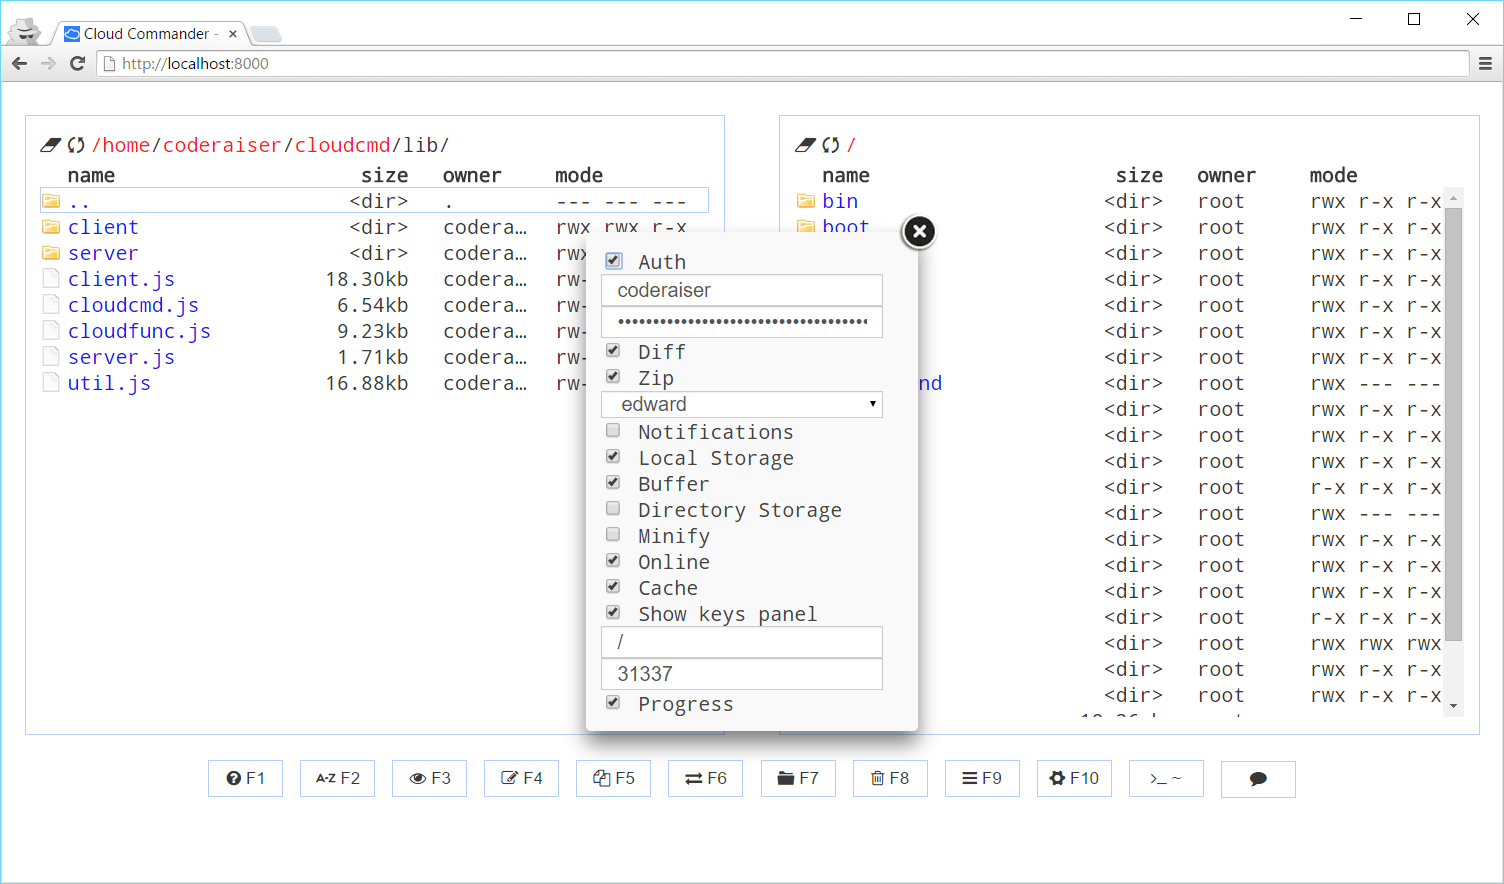 Cloud Commander -
http://localhost:8000
/home/coderaiser/cloudcmd/lib/
name size owner mode
.. <dir> . --- --- ---
client <dir> codera… rwx rwx r-x
server <dir> codera…
client.js 18.30kb codera…
cloudcmd.js 6.54kb codera…
cloudfunc.js 9.23kb codera…
server.js 1.71kb codera…
util.js 16.88kb codera…
Auth
coderaiser
••••••••••••••••••••••••••••••••••••
Diff
Zip
edward
Notifications
Local Storage
Buffer
Directory Storage
Minify
Online
Cache
Show keys panel
/
31337
Progress
/
name size owner mode
bin <dir> root rwx r-x r-x
boot <dir> root rwx r-x r-x
<dir> root rwx r-x r-x
<dir> root rwx r-x r-x
<dir> root rwx r-x r-x
<dir> root rwx r-x r-x
<dir> root rwx r-x r-x
nd <dir> root rwx --- ---
<dir> root rwx r-x r-x
<dir> root rwx r-x r-x
<dir> root rwx r-x r-x
<dir> root r-x r-x r-x
<dir> root rwx --- ---
<dir> root rwx r-x r-x
<dir> root rwx r-x r-x
<dir> root rwx r-x r-x
<dir> root r-x r-x r-x
<dir> root rwx rwx rwx
<dir> root rwx r-x r-x
<dir> root rwx r-x r-x
F1 A-Z F2 F3 F4 F5 F6 F7 F8 F9 F10 >_ ~